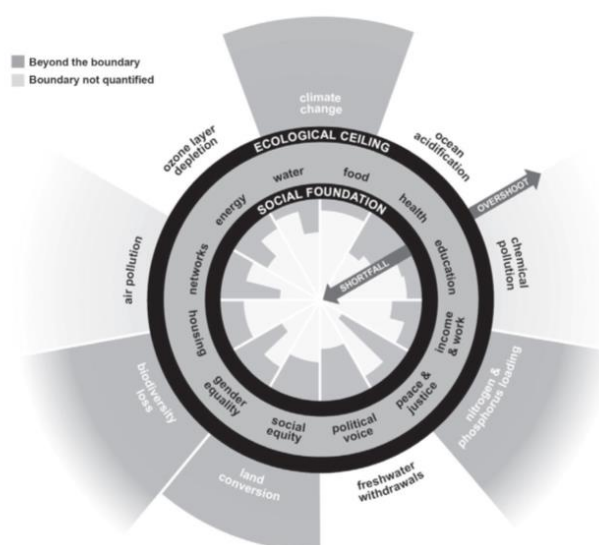 Beyond the boundary
Boundary not quantified
climate
change
ozone layer
depletion
ocean
acidification
ECOLOGICAL CEILING
water
food
energy
health
SOCIAL FOUNDATION
OVERSHOOT
SHORTFALL
networks
education
air pollution
chemical
pollution
housing
income
& work
gender
equality
peace &
justice
social
equity
political
voice
biodiversity
loss
nitrogen &
phosphorus loading
land
conversion
freshwater
withdrawals